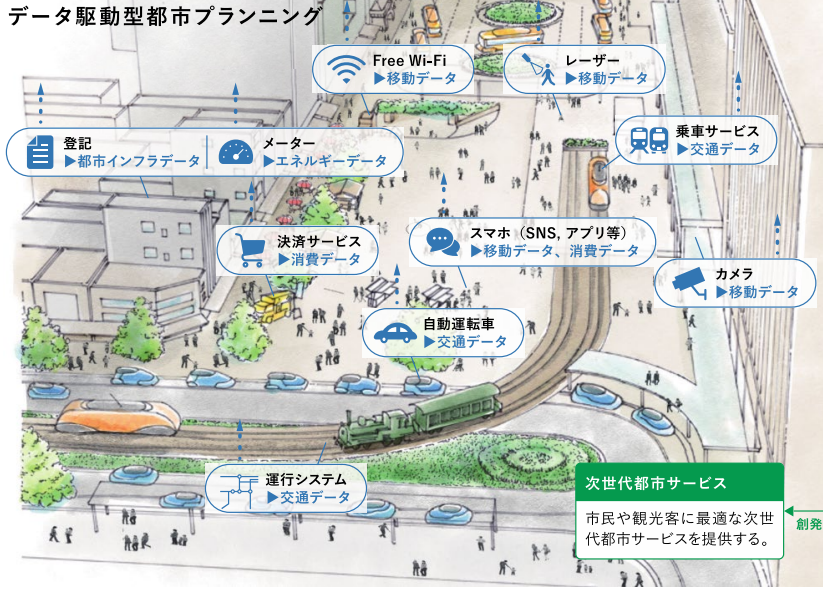 データ駆動型都市プランニング
Free Wi-Fi
▶移動データ
レーザー
▶移動データ
登記
▶都市インフラデータ
メーター
▶エネルギーデータ
乗車サービス
▶交通データ
決済サービス
▶消費データ
スマホ（SNS, アプリ等）
▶移動データ、消費データ
カメラ
▶移動データ
自動運転車
▶交通データ
運行システム
▶交通データ
次世代都市サービス
市民や観光客に最適な次世
代都市サービスを提供する。
創発